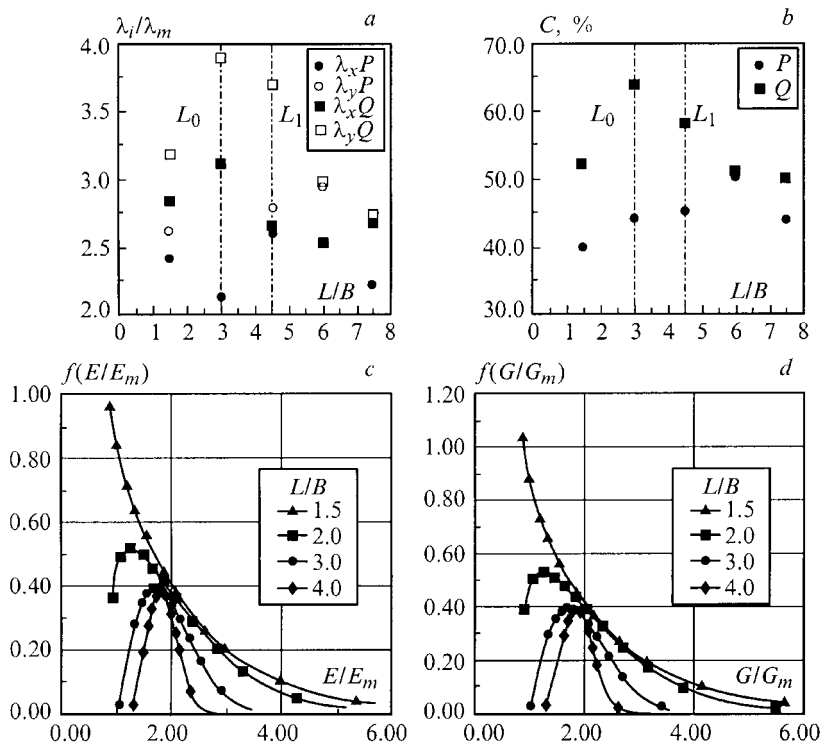 λi/λm a
4.0
3.5
3.0
2.5
2.0
λxP
λyP
λxQ
λyQ
L0
L1
L/B
0 1 2 3 4 5 6 7 8
C, % b
70.0
60.0
50.0
40.0
30.0
P
Q
L0
L1
L/B
0 1 2 3 4 5 6 7 8
f(E/Em) c
1.00
0.80
0.60
0.40
0.20
0.00
L/B
1.5
2.0
3.0
4.0
E/Em
0.00 2.00 4.00 6.00
f(G/Gm) d
1.20
1.00
0.80
0.60
0.40
0.20
0.00
L/B
1.5
2.0
3.0
4.0
G/Gm
0.00 2.00 4.00 6.00